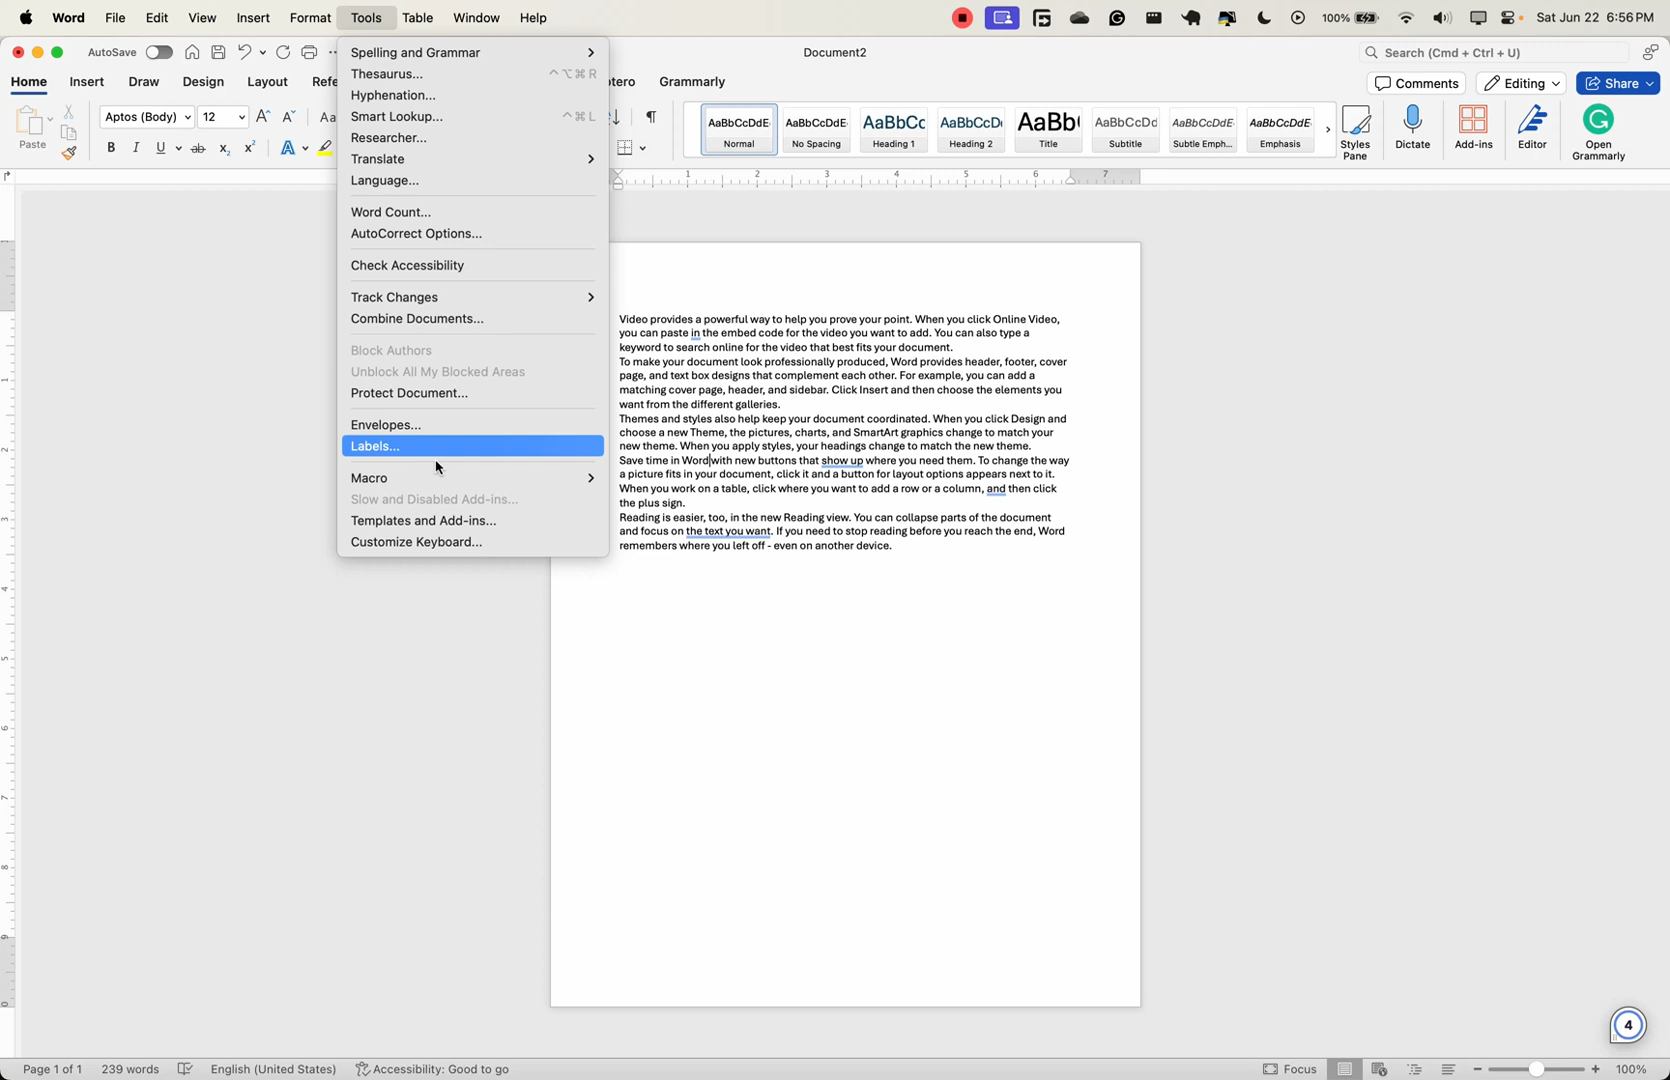 Word File Edit View Insert Format Tools Table Window Help 100% Sat Jun 22 6:56 PM
AutoSave Document2 Search (Cmd + Ctrl + U)
Home Insert Draw Design Layout Refe otero Grammarly Comments Editing Share
Paste Aptos (Body) 12 Aa
B I U ab X₂ X² A
AaBbCcDdE AaBbCcDdE AaBbCc AaBbCcDc AaBb( AaBbCcDd AaBbCcDdE AaBbCcDdE
Normal No Spacing Heading 1 Heading 2 Title Subtitle Subtle Emph... Emphasis
Styles Pane
Dictate
Add-ins
Editor
Open Grammarly
Spelling and Grammar
Thesaurus... ^⌥⌘R
Hyphenation...
Smart Lookup... ^⌘L
Researcher...
Translate
Language...
Word Count...
AutoCorrect Options...
Check Accessibility
Track Changes
Combine Documents...
Block Authors
Unblock All My Blocked Areas
Protect Document...
Envelopes...
Labels...
Macro
Slow and Disabled Add-ins...
Templates and Add-ins...
Customize Keyboard...
1 2 3 4 5 6 7
Video provides a powerful way to help you prove your point. When you click Online Video,
you can paste in the embed code for the video you want to add. You can also type a
keyword to search online for the video that best fits your document.
To make your document look professionally produced, Word provides header, footer, cover
page, and text box designs that complement each other. For example, you can add a
matching cover page, header, and sidebar. Click Insert and then choose the elements you
want from the different galleries.
Themes and styles also help keep your document coordinated. When you click Design and
choose a new Theme, the pictures, charts, and SmartArt graphics change to match your
new theme. When you apply styles, your headings change to match the new theme.
Save time in Word with new buttons that show up where you need them. To change the way
a picture fits in your document, click it and a button for layout options appears next to it.
When you work on a table, click where you want to add a row or a column, and then click
the plus sign.
Reading is easier, too, in the new Reading view. You can collapse parts of the document
and focus on the text you want. If you need to stop reading before you reach the end, Word
remembers where you left off - even on another device.
4
Page 1 of 1 239 words English (United States) Accessibility: Good to go Focus 100%